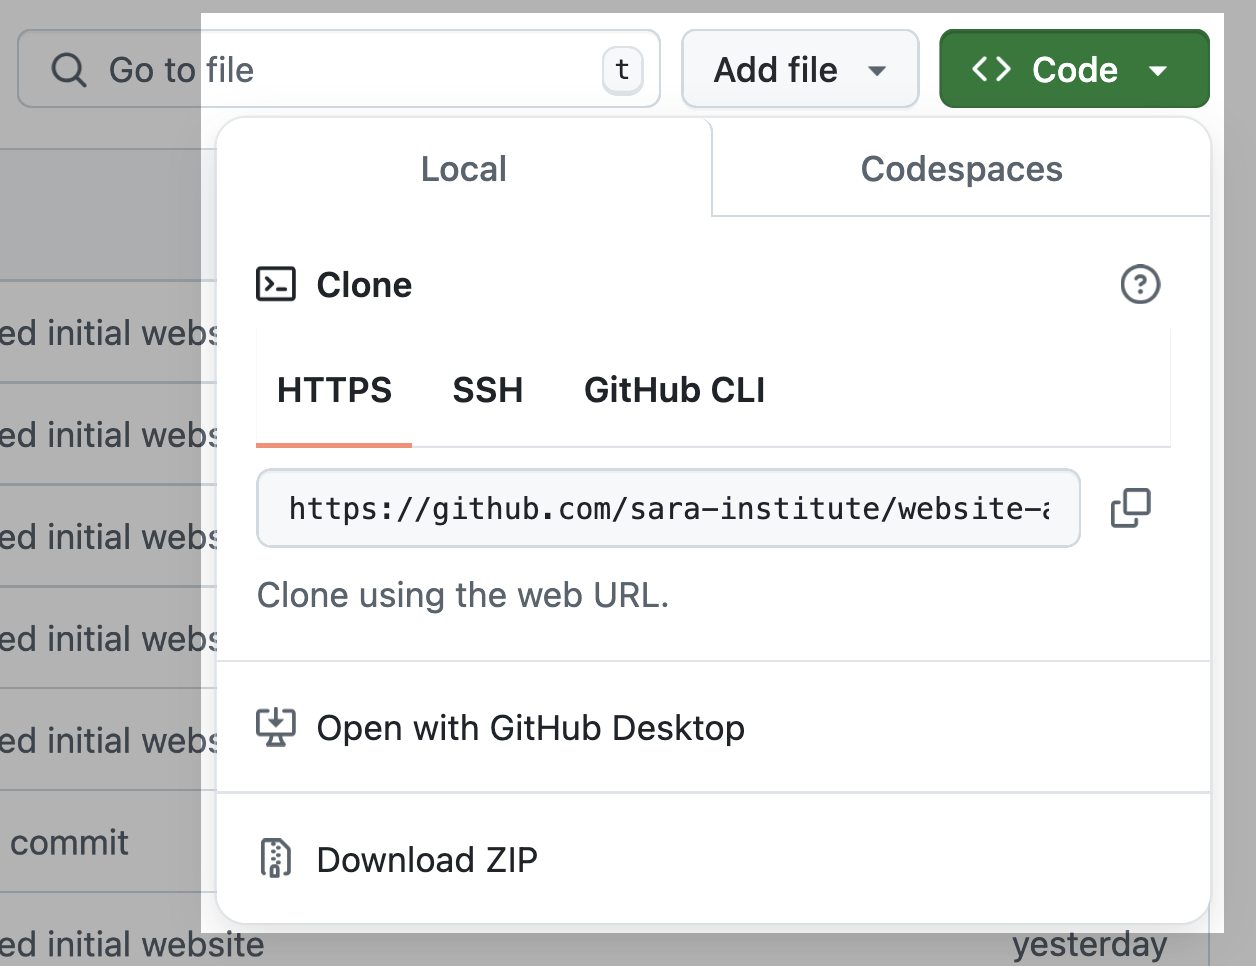 Go to file
t
Add file
Code
Local
Codespaces
Clone
HTTPS
SSH
GitHub CLI
https://github.com/sara-institute/website-a
Clone using the web URL.
Open with GitHub Desktop
Download ZIP
ed initial webs
ed initial webs
ed initial webs
ed initial webs
ed initial webs
commit
ed initial website
yesterday